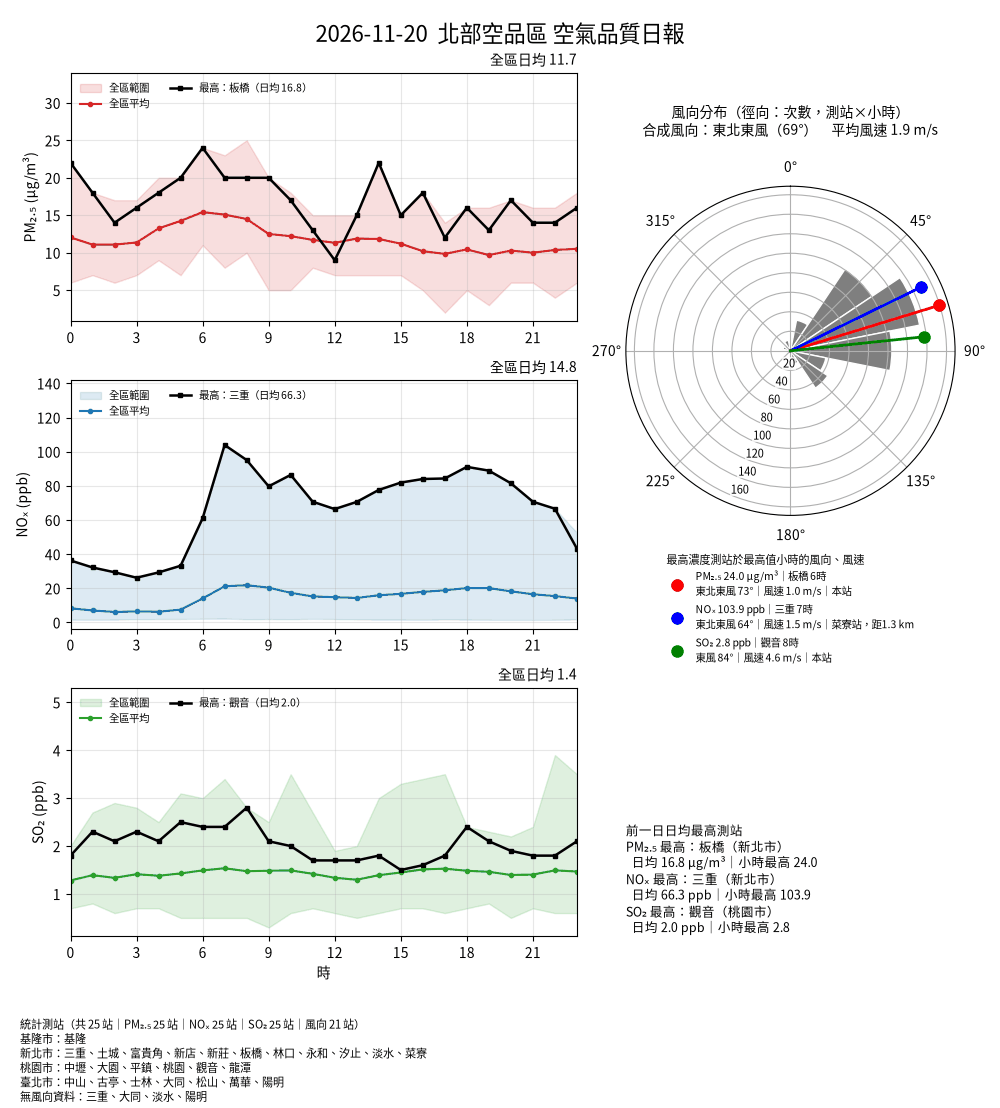 2026-11-20 北部空品區 空氣品質日報
全區日均 11.7
全區範圍
全區平均
最高：板橋（日均 16.8）
PM₂.₅ (μg/m³)
30
25
20
15
10
5
0 3 6 9 12 15 18 21
全區日均 14.8
全區範圍
全區平均
最高：三重（日均 66.3）
NOₓ (ppb)
140
120
100
80
60
40
20
0
0 3 6 9 12 15 18 21
全區日均 1.4
全區範圍
全區平均
最高：觀音（日均 2.0）
SO₂ (ppb)
5
4
3
2
1
0 3 6 9 12 15 18 21
時
風向分布（徑向：次數，測站×小時）
合成風向：東北東風（69°） 平均風速 1.9 m/s
0°
45°
90°
135°
180°
225°
270°
315°
20
40
60
80
100
120
140
160
最高濃度測站於最高值小時的風向、風速
PM₂.₅ 24.0 μg/m³｜板橋 6時
東北東風 73°｜風速 1.0 m/s｜本站
NOₓ 103.9 ppb｜三重 7時
東北東風 64°｜風速 1.5 m/s｜菜寮站，距1.3 km
SO₂ 2.8 ppb｜觀音 8時
東風 84°｜風速 4.6 m/s｜本站
前一日日均最高測站
PM₂.₅ 最高：板橋（新北市）
日均 16.8 μg/m³｜小時最高 24.0
NOₓ 最高：三重（新北市）
日均 66.3 ppb｜小時最高 103.9
SO₂ 最高：觀音（桃園市）
日均 2.0 ppb｜小時最高 2.8
統計測站（共 25 站｜PM₂.₅ 25 站｜NOₓ 25 站｜SO₂ 25 站｜風向 21 站）
基隆市：基隆
新北市：三重、土城、富貴角、新店、新莊、板橋、林口、永和、汐止、淡水、菜寮
桃園市：中壢、大園、平鎮、桃園、觀音、龍潭
臺北市：中山、古亭、士林、大同、松山、萬華、陽明
無風向資料：三重、大同、淡水、陽明